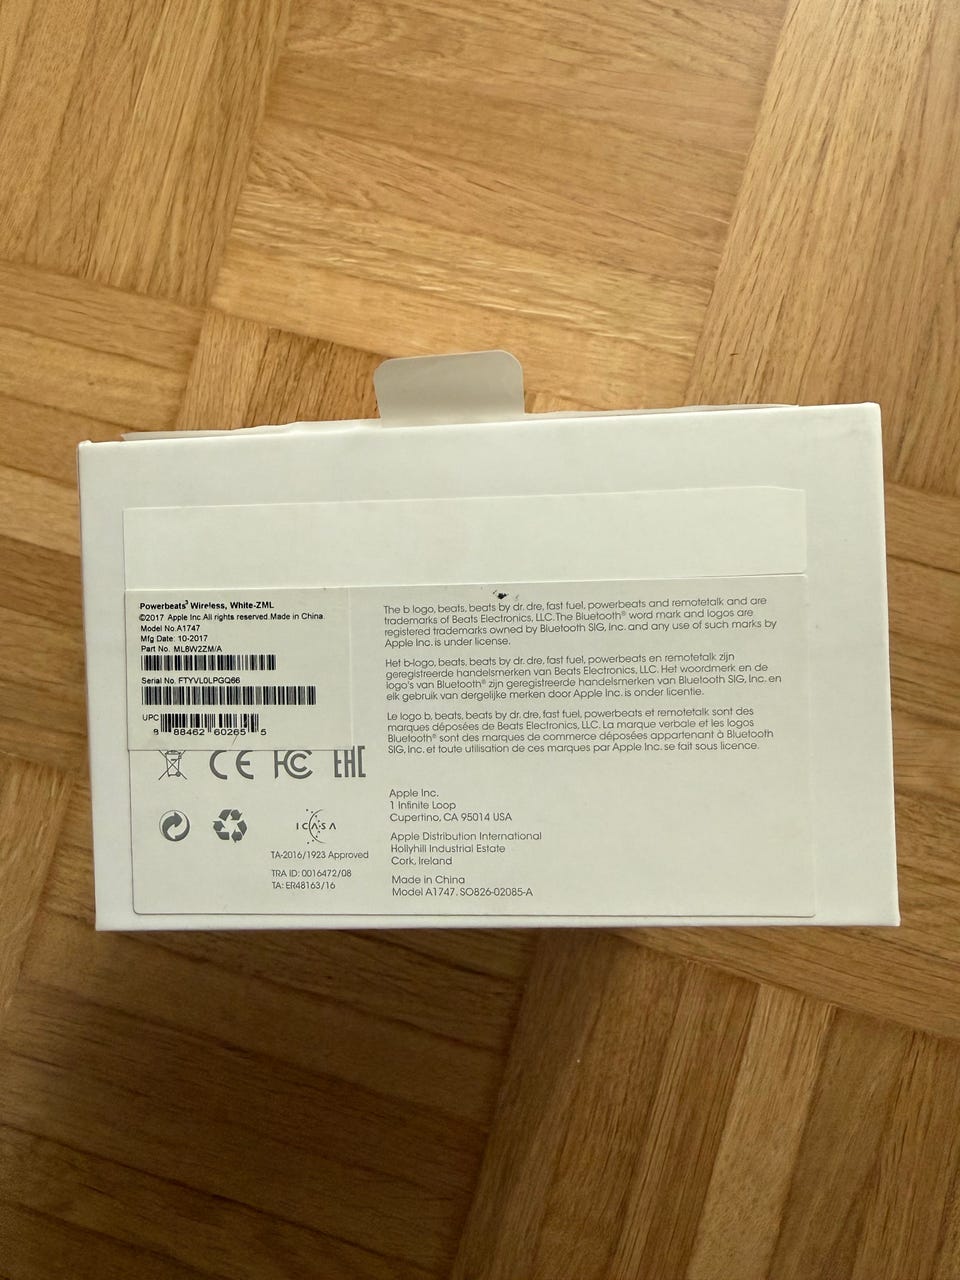 Powerbeats³ Wireless, White-ZML
©2017 Apple Inc.All rights reserved.Made in China.
Model No.A1747
Mfg Date: 10-2017
Part No. ML8W2ZM/A
Serial No. FTYVL0LPGQ66
UPC
8 88462 60265 5
CE FC EAC
ICASA
TA-2016/1923 Approved
TRA ID: 0016472/08
TA: ER48163/16
The b logo, beats, beats by dr. dre, fast fuel, powerbeats and remotetalk and are
trademarks of Beats Electronics, LLC. The Bluetooth® word mark and logos are
registered trademarks owned by Bluetooth SIG, Inc. and any use of such marks by
Apple Inc. is under license.
Het b-logo, beats, beats by dr. dre, fast fuel, powerbeats en remotetalk zijn
geregistreerde handelsmerken van Beats Electronics, LLC. Het woordmerk en de
logo's van Bluetooth® zijn geregistreerde handelsmerken van Bluetooth SIG, Inc. en
elk gebruik van dergelijke merken door Apple Inc. is onder licentie.
Le logo b, beats, beats by dr. dre, fast fuel, powerbeats et remotetalk sont des
marques déposées de Beats Electronics, LLC. La marque verbale et les logos
Bluetooth® sont des marques de commerce déposées appartenant à Bluetooth
SIG, Inc. et toute utilisation de ces marques par Apple Inc. se fait sous licence.
Apple Inc.
1 Infinite Loop
Cupertino, CA 95014 USA
Apple Distribution International
Hollyhill Industrial Estate
Cork, Ireland
Made in China
Model A1747. SO826-02085-A